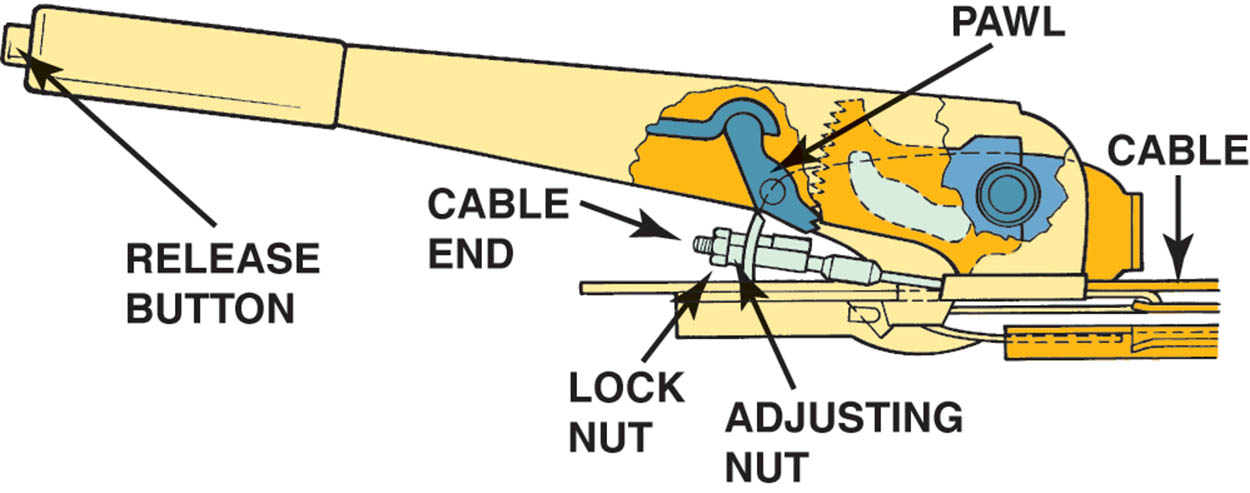 PAWL
CABLE
CABLE
END
RELEASE
BUTTON
LOCK
NUT
ADJUSTING
NUT